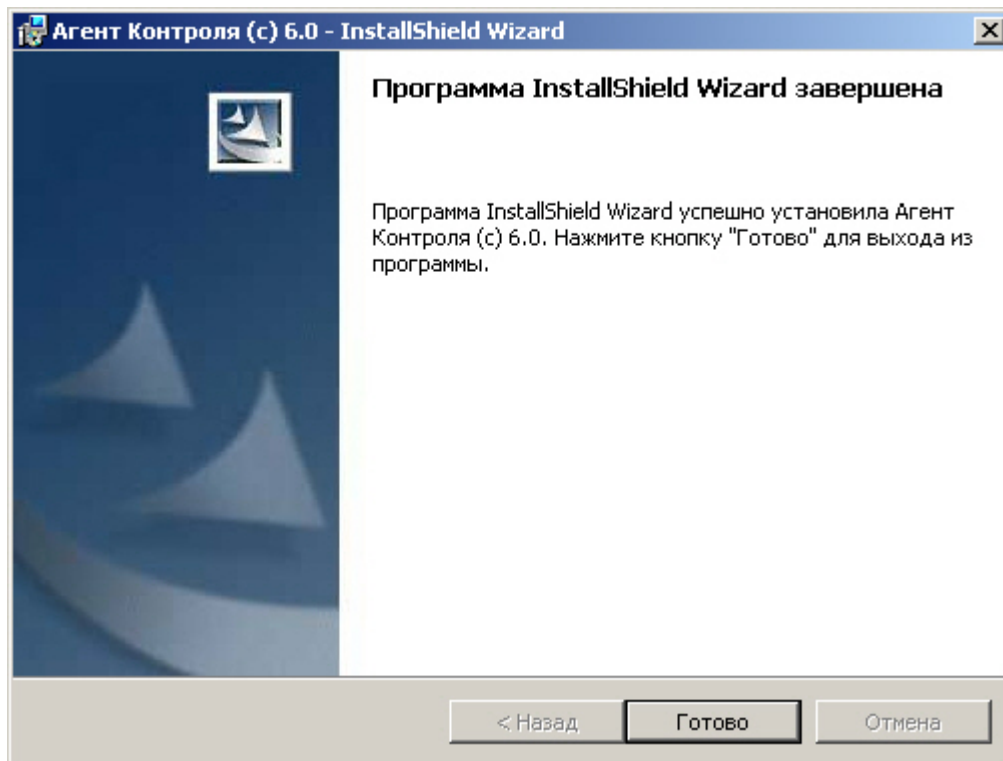 Агент Контроля (с) 6.0 - InstallShield Wizard
Программа InstallShield Wizard завершена
Программа InstallShield Wizard успешно установила Агент
Контроля (с) 6.0. Нажмите кнопку "Готово" для выхода из
программы.
< Назад
Готово
Отмена